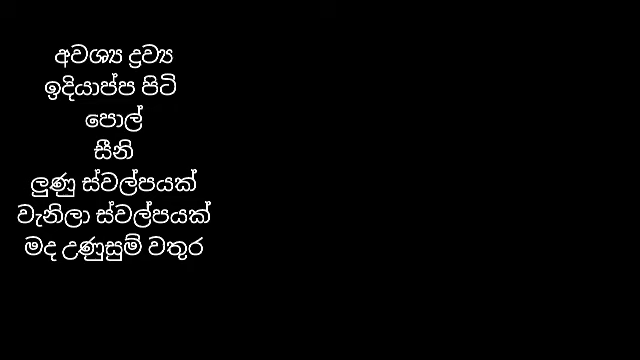 අවශ්‍ය ද්‍රව්‍ය
ඉදියාප්ප පිටි
පොල්
සීනි
ලුණු ස්වල්පයක්
වැනිලා ස්වල්පයක්
මද උණුසුම් වතුර